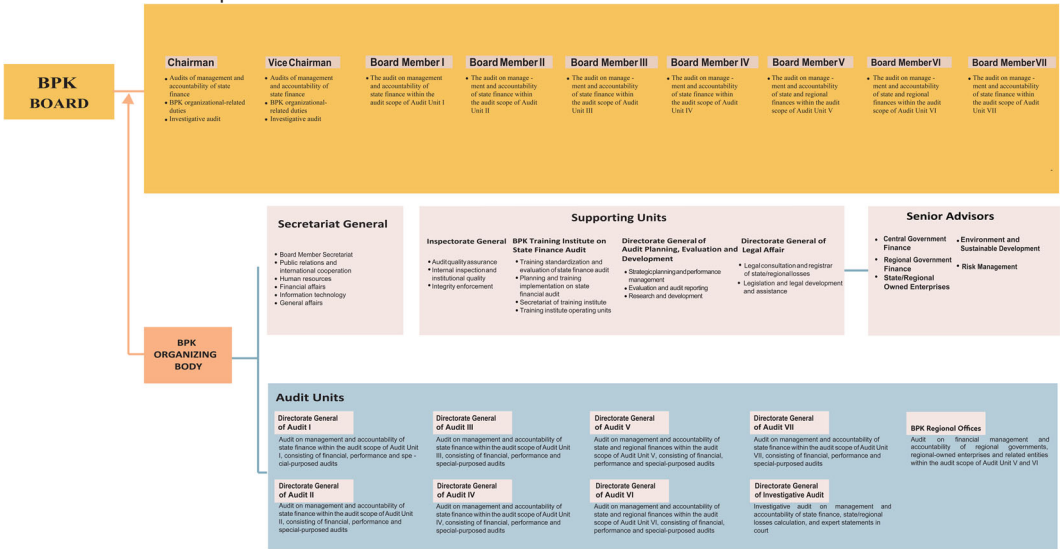 BPK
BOARD
Chairman
• Audits of management and
accountability of state
finance
• BPK organizational-related
duties
• Investigative audit
Vice Chairman
• Audits of management
and accountability of
state finance
• BPK organizational-
related duties
• Investigative audit
Board Member I
• The audit on management
and accountability of
state finance within the
audit scope of Audit Unit I
Board Member II
• The audit on manage -
ment and accountability
of state finance within
the audit scope of Audit
Unit II
Board Member III
• The audit on manage -
ment and accountability
of state finance within
the audit scope of Audit
Unit III
Board Member IV
• The audit on manage -
ment and accountability
of state finance within
the audit scope of Audit
Unit IV
Board Member V
• The audit on manage -
ment and accountability
of state and regional
finances within the audit
scope of Audit Unit V
Board Member VI
• The audit on manage -
ment and accountability
of state and regional
finances within the audit
scope of Audit Unit VI
Board Member VII
• The audit on manage -
ment and accountability
of state finance within
the audit scope of Audit
Unit VII
BPK
ORGANIZING
BODY
Secretariat General
• Board Member Secretariat
• Public relations and
international cooperation
• Human resources
• Financial affairs
• Information technology
• General affairs
Supporting Units
Inspectorate General
• Audit quality assurance
• Internal inspection and
institutional quality
• Integrity enforcement
BPK Training Institute on
State Finance Audit
• Training standardization and
evaluation of state finance audit
• Planning and training
implementation on state
financial audit
• Secretariat of training institute
• Training institute operating units
Directorate General of
Audit Planning, Evaluation and
Development
• Strategic planning and performance
management
• Evaluation and audit reporting
• Research and development
Directorate General of
Legal Affair
• Legal consultation and registrar
of state/regional losses
• Legislation and legal development
and assistance
Senior Advisors
• Central Government
Finance
• Regional Government
Finance
• State/Regional
Owned Enterprises
• Environment and
Sustainable Development
• Risk Management
Audit Units
Directorate General
of Audit I
Audit on management and accountability of
state finance within the audit scope of Audit Unit
I, consisting of financial, performance and spe -
cial-purposed audits
Directorate General
of Audit III
Audit on management and accountability of
state finance within the audit scope of Audit Unit
III, consisting of financial, performance and
special-purposed audits
Directorate General
of Audit V
Audit on management and accountability of
state and regional finances within the audit
scope of Audit Unit V, consisting of financial,
performance and special-purposed audits
Directorate General
of Audit VII
Audit on management and accountability of
state finance within the audit scope of Audit Unit
VII, consisting of financial, performance and
special-purposed audits
BPK Regional Offices
Audit on financial management and
accountability of regional governments,
regional-owned enterprises and related entities
within the audit scope of Audit Unit V and VI
Directorate General
of Audit II
Audit on management and accountability of
state finance within the audit scope of Audit Unit
II, consisting of financial, performance and
special-purposed audits
Directorate General
of Audit IV
Audit on management and accountability of
state finance within the audit scope of Audit Unit
IV, consisting of financial, performance and
special-purposed audits
Directorate General
of Audit VI
Audit on management and accountability of
state and regional finances within the audit
scope of Audit Unit VI, consisting of financial,
performance and special-purposed audits
Directorate General
of Investigative Audit
Investigative audit on management and
accountability of state finance, state/regional
losses calculation, and expert statements in
court